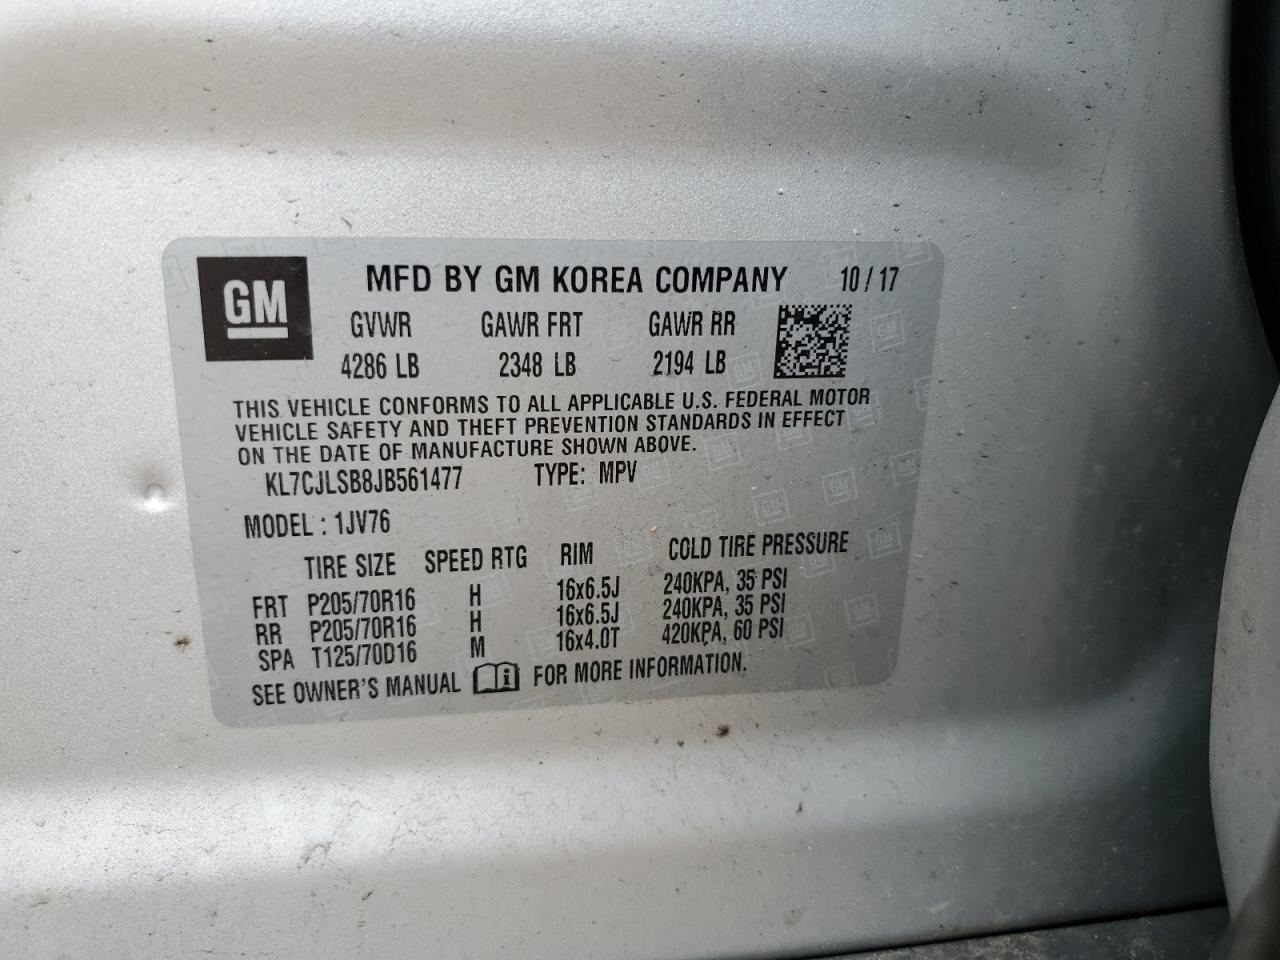 GM
MFD BY GM KOREA COMPANY 10/17
GVWR GAWR FRT GAWR RR
4286 LB 2348 LB 2194 LB
THIS VEHICLE CONFORMS TO ALL APPLICABLE U.S. FEDERAL MOTOR
VEHICLE SAFETY AND THEFT PREVENTION STANDARDS IN EFFECT
ON THE DATE OF MANUFACTURE SHOWN ABOVE.
KL7CJLSB8JB561477 TYPE: MPV
MODEL : 1JV76
TIRE SIZE SPEED RTG RIM COLD TIRE PRESSURE
FRT P205/70R16 H 16x6.5J 240KPA, 35 PSI
RR P205/70R16 H 16x6.5J 240KPA, 35 PSI
SPA T125/70D16 M 16x4.0T 420KPA, 60 PSI
SEE OWNER'S MANUAL i FOR MORE INFORMATION.